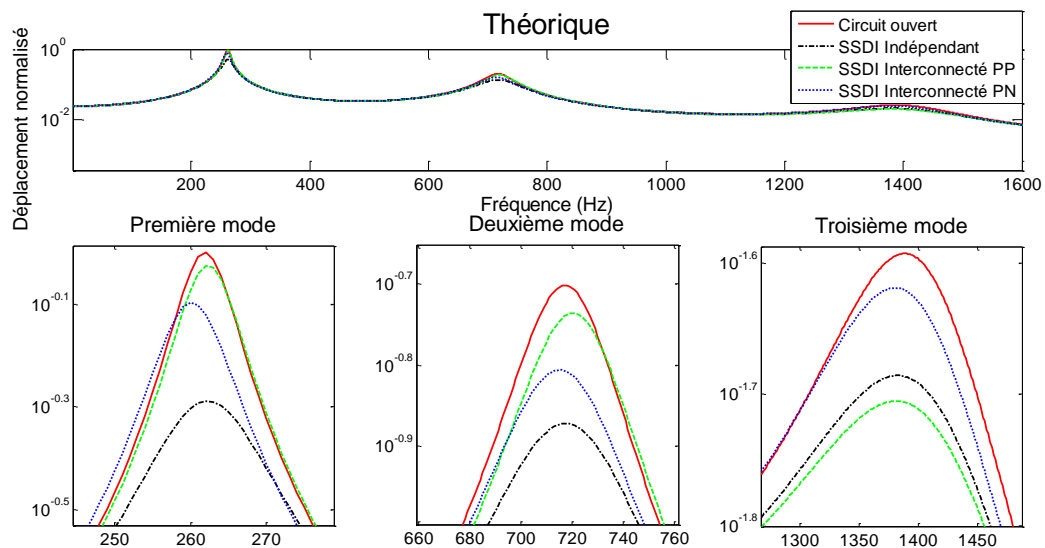 Théorique
Circuit ouvert
SSDI Indépendant
SSDI Interconnecté PP
SSDI Interconnecté PN
Déplacement normalisé
10^0
10^-2
200 400 600 800 1000 1200 1400 1600
Fréquence (Hz)
Première mode
10^-0.1
10^-0.3
10^-0.5
250 260 270
Deuxième mode
10^-0.7
10^-0.8
10^-0.9
660 680 700 720 740 760
Troisième mode
10^-1.6
10^-1.7
10^-1.8
1300 1350 1400 1450